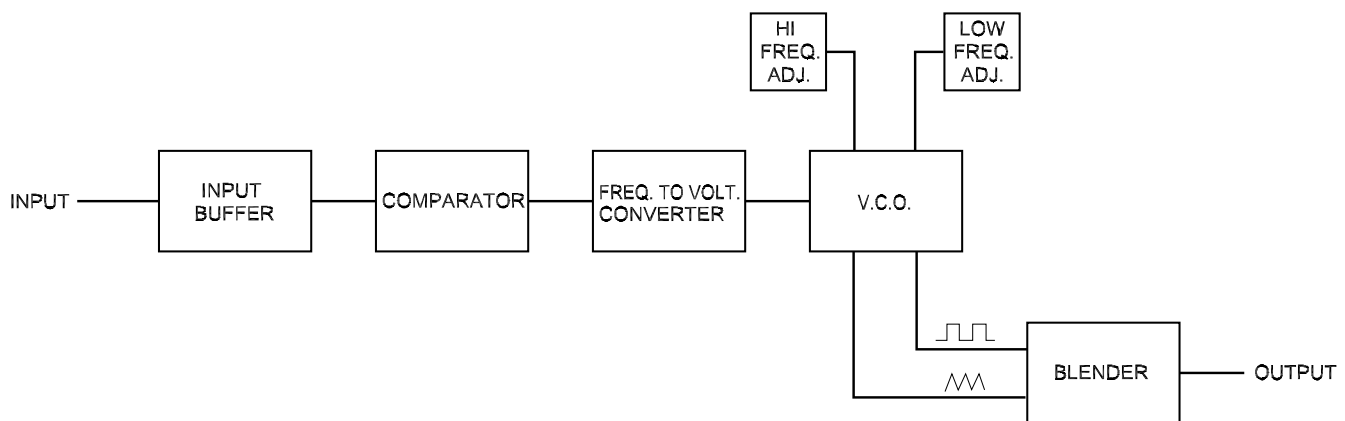 HI
FREQ.
ADJ.
LOW
FREQ.
ADJ.
INPUT
INPUT
BUFFER
COMPARATOR
FREQ. TO VOLT.
CONVERTER
V.C.O.
BLENDER
OUTPUT